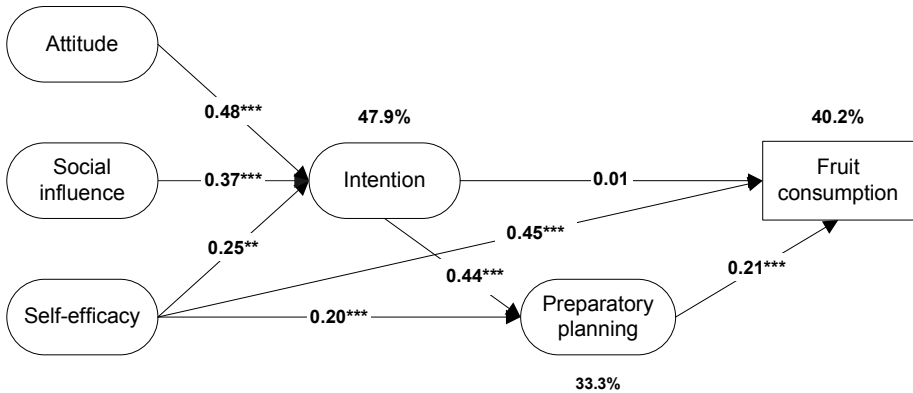 Attitude
0.48***
47.9%
40.2%
Social
influence
0.37***
Intention
0.01
Fruit
consumption
0.25**
0.45***
0.44***
0.21***
Self-efficacy
0.20***
Preparatory
planning
33.3%